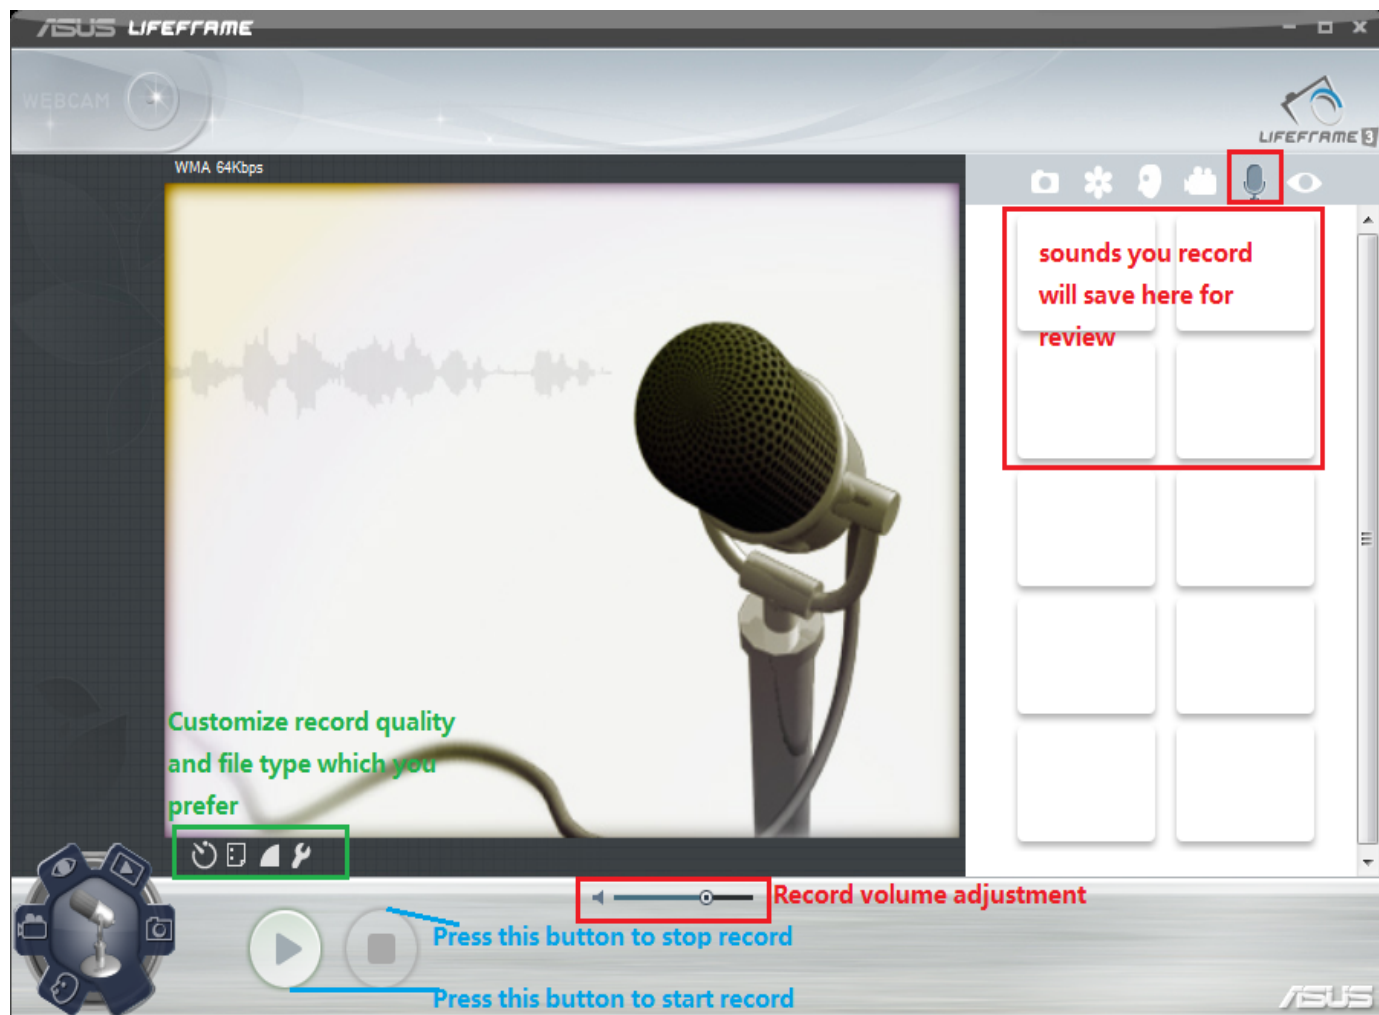 ASUS LIFEFRAME
WEBCAM
LIFEFRAME 3
WMA 64Kbps
sounds you record
will save here for
review
Customize record quality
and file type which you
prefer
Record volume adjustment
Press this button to stop record
Press this button to start record
ASUS